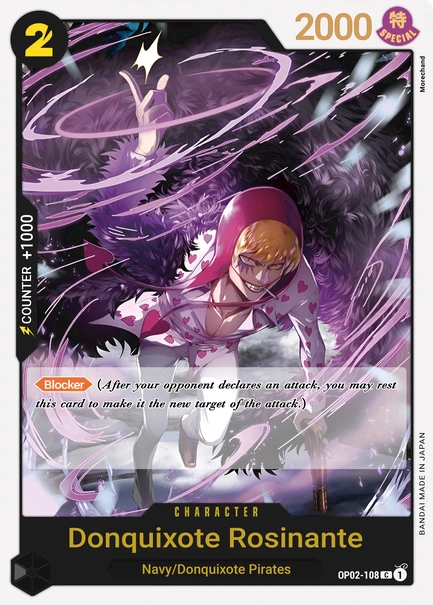 2
2000
特
SPECIAL
Morechand
COUNTER +1000
Blocker (After your opponent declares an attack, you may rest
this card to make it the new target of the attack.)
BANDAI MADE IN JAPAN
CHARACTER
Donquixote Rosinante
Navy/Donquixote Pirates
OP02-108 C 1